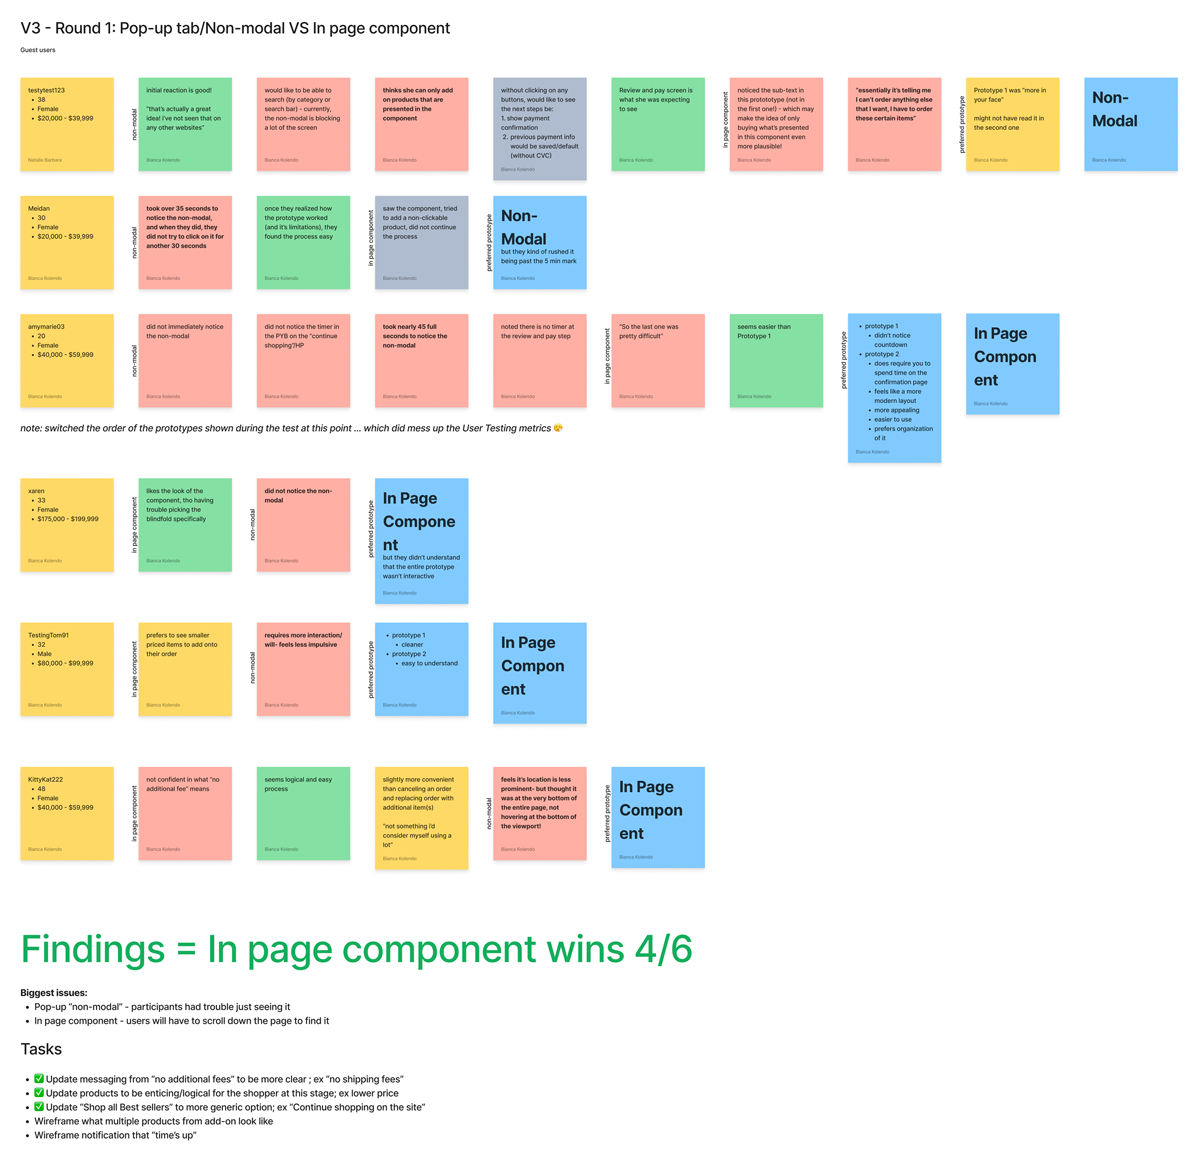 V3 - Round 1: Pop-up tab/Non-modal VS In page component
Guest users
testytest123
• 38
• Female
• $20,000 - $39,999
Natalie Barbara
non-modal
initial reaction is good!
"that's actually a great
idea! I've not seen that on
any other websites"
Bianca Kolendo
would like to be able to
search (by category or
search bar) - currently,
the non-modal is blocking
a lot of the screen
Bianca Kolendo
thinks she can only add
on products that are
presented in the
component
Bianca Kolendo
without clicking on any
buttons, would like to see
the next steps be:
1. show payment
confirmation
2. previous payment info
would be saved/default
(without CVC)
Bianca Kolendo
Review and pay screen is
what she was expecting
to see
Bianca Kolendo
in page component
noticed the sub-text in
this prototype (not in
the first one!) - which may
make the idea of only
buying what's presented
in this component even
more plausible!
Bianca Kolendo
"essentially it's telling me
I can't order anything else
that I want, I have to order
these certain items"
Bianca Kolendo
preferred prototype
Prototype 1 was "more in
your face"
might not have read it in
the second one
Bianca Kolendo
Non-
Modal
Bianca Kolendo
Meidan
• 30
• Female
• $20,000 - $39,999
Bianca Kolendo
non-modal
took over 35 seconds to
notice the non-modal,
and when they did, they
did not try to click on it for
another 30 seconds
Bianca Kolendo
once they realized how
the prototype worked
(and it's limitations), they
found the process easy
Bianca Kolendo
in page component
saw the component, tried
to add a non-clickable
product, did not continue
the process
Bianca Kolendo
preferred prototype
Non-
Modal
but they kind of rushed it
being past the 5 min mark
Bianca Kolendo
amymarie03
• 20
• Female
• $40,000 - $59,999
Bianca Kolendo
non-modal
did not immediately notice
the non-modal
Bianca Kolendo
did not notice the timer in
the PYB on the "continue
shopping"/HP
Bianca Kolendo
took nearly 45 full
seconds to notice the
non-modal
Bianca Kolendo
noted there is no timer at
the review and pay step
Bianca Kolendo
in page component
"So the last one was
pretty difficult"
Bianca Kolendo
seems easier than
Prototype 1
Bianca Kolendo
preferred prototype
• prototype 1
• didn't notice
countdown
• prototype 2
• does require you to
spend time on the
confirmation page
• feels like a more
modern layout
• more appealing
• easier to use
• prefers organization
of it
Bianca Kolendo
In Page
Compon
ent
Bianca Kolendo
note: switched the order of the prototypes shown during the test at this point ... which did mess up the User Testing metrics 😥
xaren
• 33
• Female
• $175,000 - $199,999
Bianca Kolendo
in page component
likes the look of the
component, tho having
trouble picking the
blindfold specifically
Bianca Kolendo
non-modal
did not notice the non-
modal
Bianca Kolendo
preferred prototype
In Page
Compone
nt
but they didn't understand
that the entire prototype
wasn't interactive
Bianca Kolendo
TestingTom91
• 32
• Male
• $80,000 - $99,999
Bianca Kolendo
in page component
prefers to see smaller
priced items to add onto
their order
Bianca Kolendo
non-modal
requires more interaction/
will- feels less impulsive
Bianca Kolendo
preferred prototype
• prototype 1
• cleaner
• prototype 2
• easy to understand
Bianca Kolendo
In Page
Compon
ent
Bianca Kolendo
KittyKat222
• 48
• Female
• $40,000 - $59,999
Bianca Kolendo
in page component
not confident in what "no
additional fee" means
Bianca Kolendo
seems logical and easy
process
Bianca Kolendo
slightly more convenient
than canceling an order
and replacing order with
additional item(s)
"not something i'd
consider myself using a
lot"
Bianca Kolendo
non-modal
feels it's location is less
prominent- but thought it
was at the very bottom of
the entire page, not
hovering at the bottom of
the viewport!
Bianca Kolendo
preferred prototype
In Page
Compon
ent
Bianca Kolendo
Findings = In page component wins 4/6
Biggest issues:
• Pop-up "non-modal" - participants had trouble just seeing it
• In page component - users will have to scroll down the page to find it
Tasks
• ✅ Update messaging from "no additional fees" to be more clear ; ex "no shipping fees"
• ✅ Update products to be enticing/logical for the shopper at this stage; ex lower price
• ✅ Update "Shop all Best sellers" to more generic option; ex "Continue shopping on the site"
• Wireframe what multiple products from add-on look like
• Wireframe notification that "time's up"